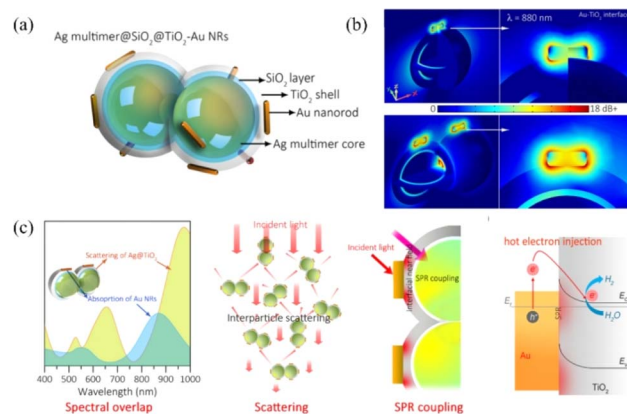 (a)
Ag multimer@SiO₂@TiO₂-Au NRs
SiO₂ layer
TiO₂ shell
Au nanorod
Ag multimer core
(b)
λ = 880 nm
Au-TiO₂ interface
0
18 dB+
(c)
Scattering of Ag@TiO₂
Absoprtion of Au NRs
400 500 600 700 800 900 1000
Wavelength (nm)
Spectral overlap
Incident light
Interparticle scattering
Scattering
Incident light
SPR coupling
SPR coupling
hot electron injection
e
e
H₂
H₂O
h⁺
Au
TiO₂